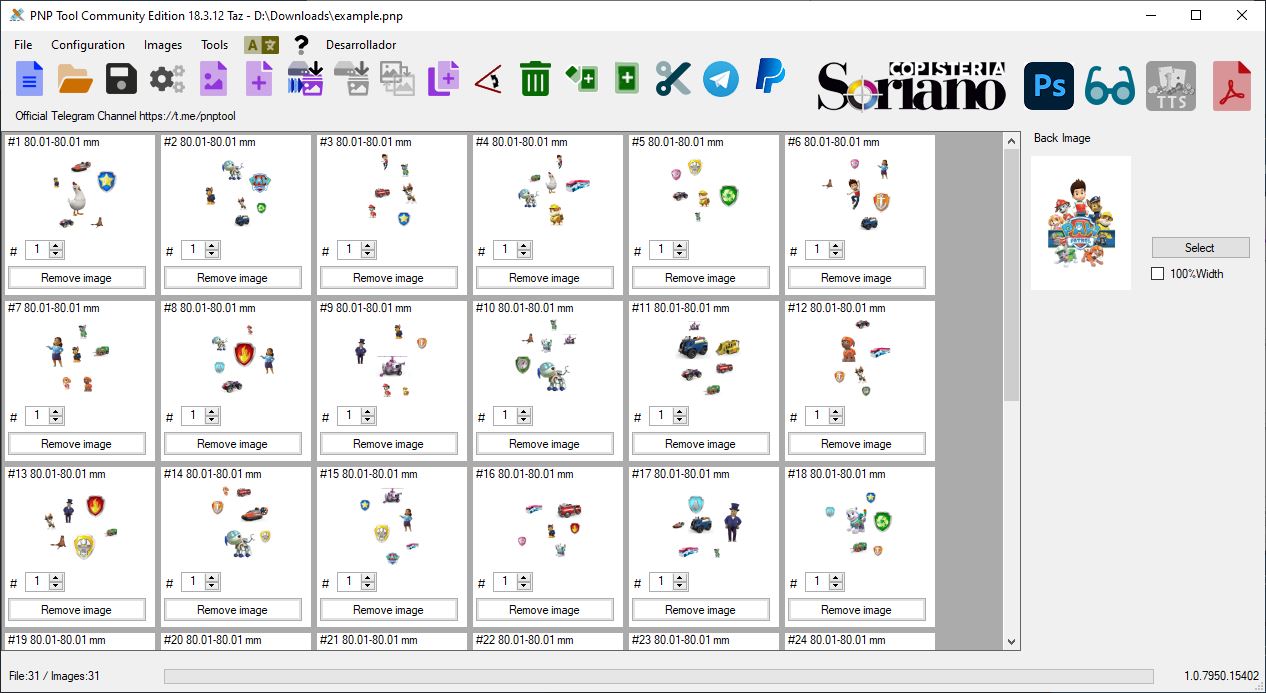 PNP Tool Community Edition 18.3.12 Taz - D:\Downloads\example.pnp
File Configuration Images Tools A ? Desarrollador
COPISTERIA
Soriano
Ps
TTS
Official Telegram Channel https://t.me/pnptool
#1 80.01-80.01 mm #2 80.01-80.01 mm #3 80.01-80.01 mm #4 80.01-80.01 mm #5 80.01-80.01 mm #6 80.01-80.01 mm
Back Image
# 1 # 1 # 1 # 1 # 1 # 1
Select
Remove image Remove image Remove image Remove image Remove image Remove image
100%Width
#7 80.01-80.01 mm #8 80.01-80.01 mm #9 80.01-80.01 mm #10 80.01-80.01 mm #11 80.01-80.01 mm #12 80.01-80.01 mm
# 1 # 1 # 1 # 1 # 1 # 1
Remove image Remove image Remove image Remove image Remove image Remove image
#13 80.01-80.01 mm #14 80.01-80.01 mm #15 80.01-80.01 mm #16 80.01-80.01 mm #17 80.01-80.01 mm #18 80.01-80.01 mm
# 1 # 1 # 1 # 1 # 1 # 1
Remove image Remove image Remove image Remove image Remove image Remove image
#19 80.01-80.01 mm #20 80.01-80.01 mm #21 80.01-80.01 mm #22 80.01-80.01 mm #23 80.01-80.01 mm #24 80.01-80.01 mm
File:31 / Images:31
1.0.7950.15402